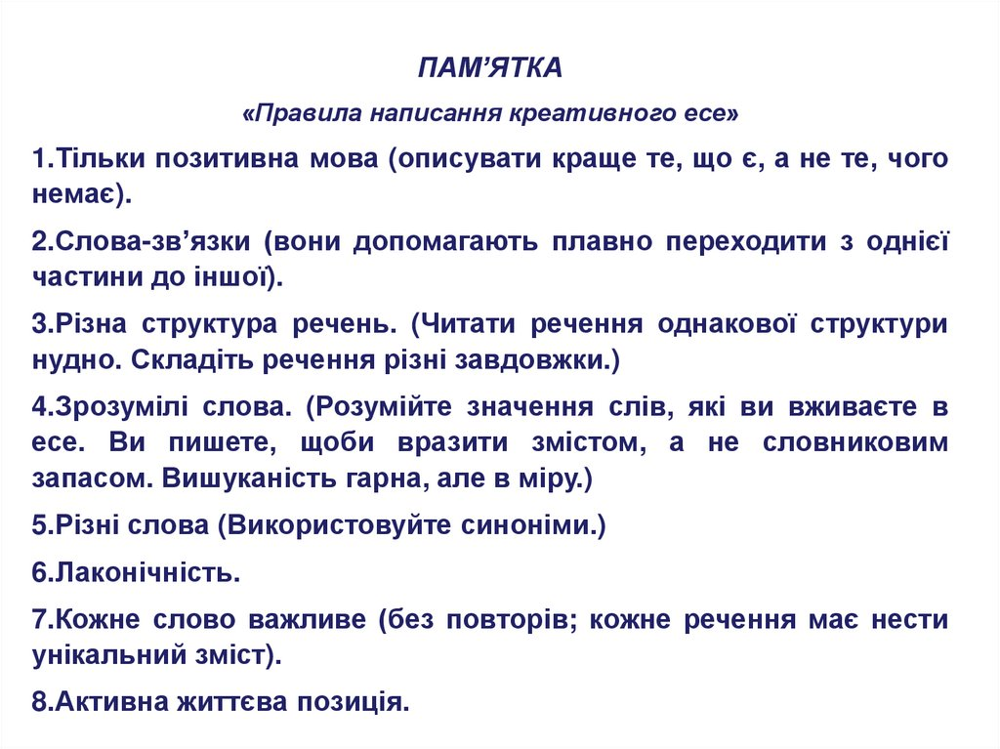 ПАМ’ЯТКА
«Правила написання креативного есе»
1.Тільки позитивна мова (описувати краще те, що є, а не те, чого
немає).
2.Слова-зв’язки (вони допомагають плавно переходити з однієї
частини до іншої).
3.Різна структура речень. (Читати речення однакової структури
нудно. Складіть речення різні завдовжки.)
4.Зрозумілі слова. (Розумійте значення слів, які ви вживаєте в
есе. Ви пишете, щоби вразити змістом, а не словниковим
запасом. Вишуканість гарна, але в міру.)
5.Різні слова (Використовуйте синоніми.)
6.Лаконічність.
7.Кожне слово важливе (без повторів; кожне речення має нести
унікальний зміст).
8.Активна життєва позиція.